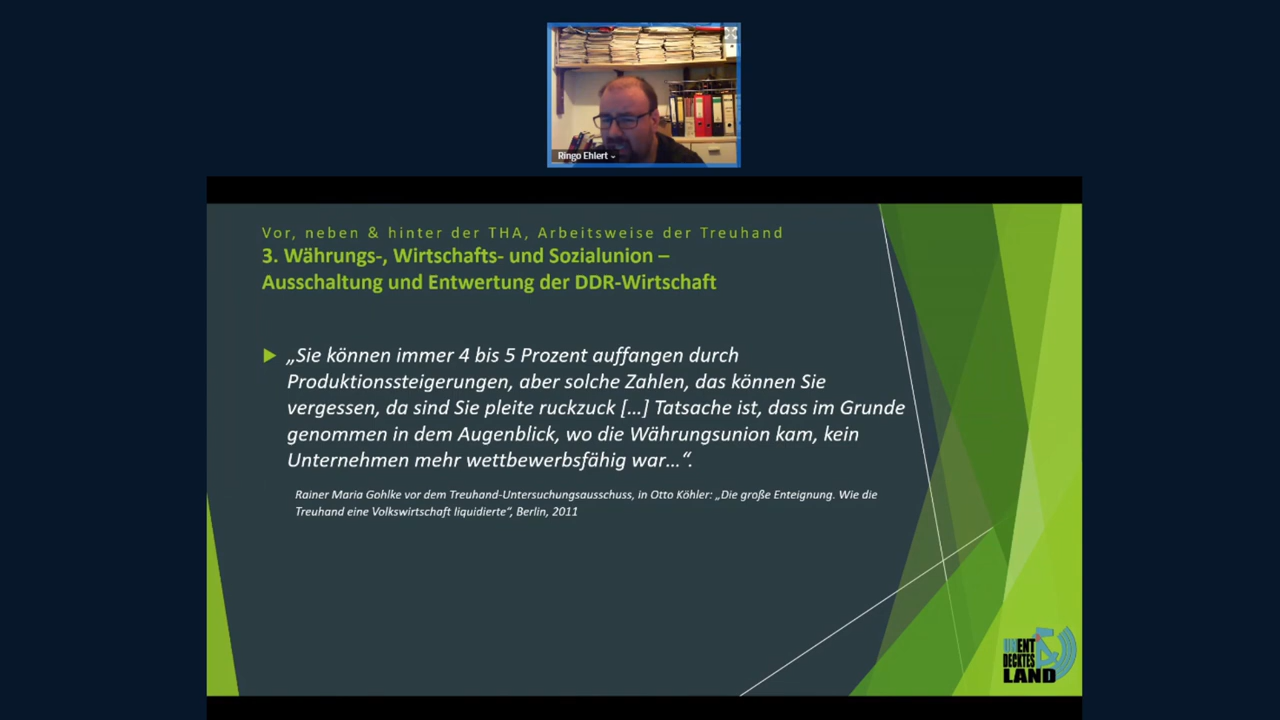 Ringo Ehlert
Vor, neben & hinter der THA, Arbeitsweise der Treuhand
3. Währungs-, Wirtschafts- und Sozialunion –
Ausschaltung und Entwertung der DDR-Wirtschaft
„Sie können immer 4 bis 5 Prozent auffangen durch
Produktionssteigerungen, aber solche Zahlen, das können Sie
vergessen, da sind Sie pleite ruckzuck […] Tatsache ist, dass im Grunde
genommen in dem Augenblick, wo die Währungsunion kam, kein
Unternehmen mehr wettbewerbsfähig war…“.
Rainer Maria Gohlke vor dem Treuhand-Untersuchungsausschuss, in Otto Köhler: „Die große Enteignung. Wie die
Treuhand eine Volkswirtschaft liquidierte“, Berlin, 2011
UNENT
DECKTES
LAND